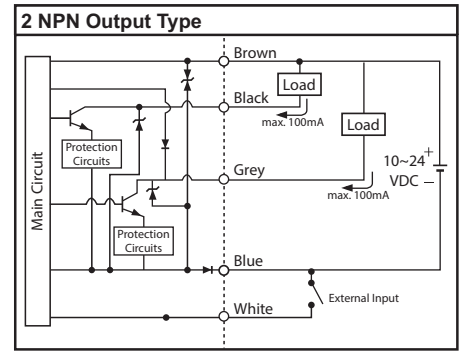 2 NPN Output Type
Brown
Load
Black
max. 100mA
Load
Protection
Circuits
10~24
+
VDC
–
Grey
max. 100mA
Main Circuit
Protection
Circuits
Blue
External Input
White